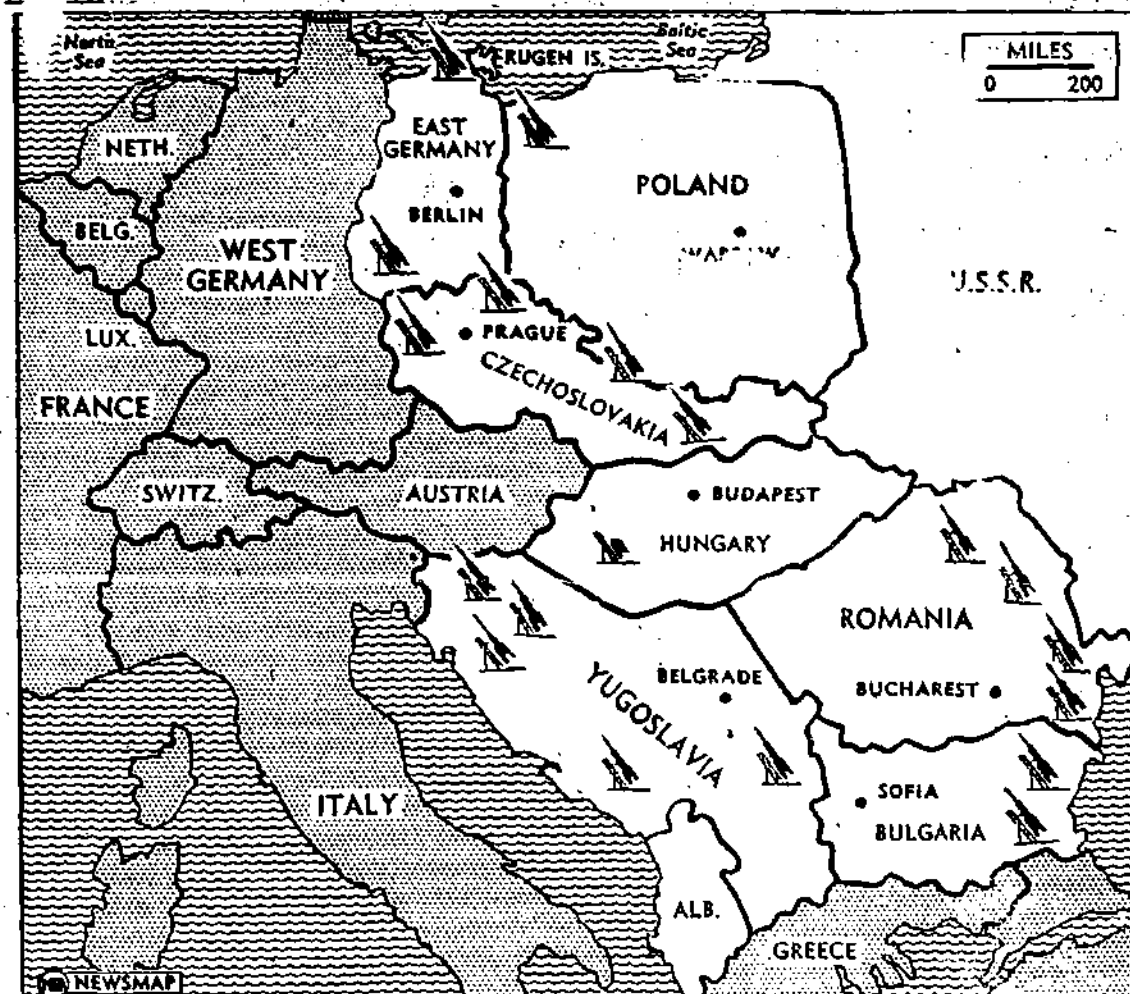 North
Sea
Baltic
Sea
RUGEN IS.
MILES
0 200
NETH.
EAST
GERMANY
POLAND
BERLIN
BELG.
WEST
GERMANY
U.S.S.R.
LUX.
PRAGUE
CZECHOSLOVAKIA
FRANCE
SWITZ.
AUSTRIA
BUDAPEST
HUNGARY
ROMANIA
BELGRADE
BUCHAREST
YUGOSLAVIA
ITALY
SOFIA
BULGARIA
ALB.
GREECE
NEWSMAP